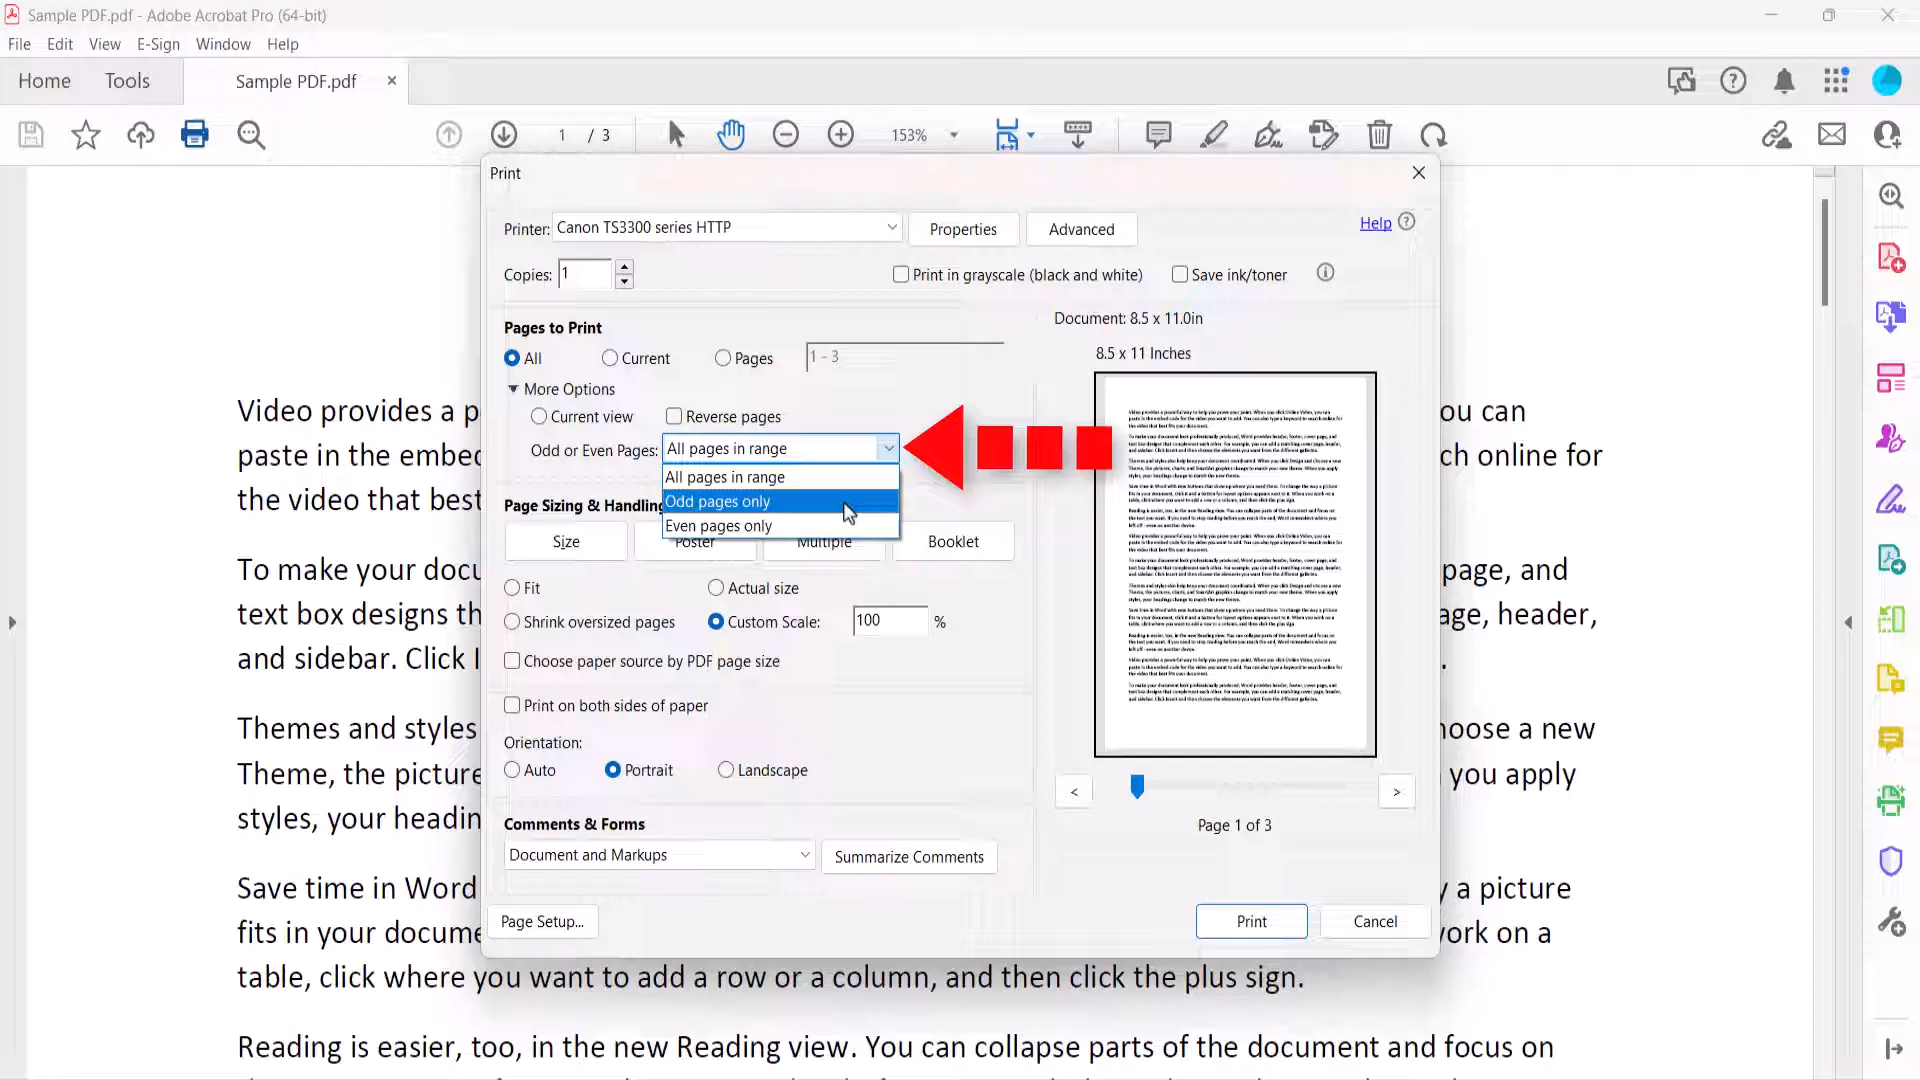 Sample PDF.pdf - Adobe Acrobat Pro (64-bit)
File Edit View E-Sign Window Help
Home Tools Sample PDF.pdf ×
1 / 3 153%
Print
Printer: Canon TS3300 series HTTP Properties Advanced Help ?
Copies: 1 Print in grayscale (black and white) Save ink/toner
Document: 8.5 x 11.0in
Pages to Print
8.5 x 11 Inches
All Current Pages 1 - 3
More Options
Current view Reverse pages
Odd or Even Pages: All pages in range
All pages in range
Odd pages only
Even pages only
Page Sizing & Handling
Size Poster Multiple Booklet
Fit Actual size
Shrink oversized pages Custom Scale: 100 %
Choose paper source by PDF page size
Print on both sides of paper
Orientation:
Auto Portrait Landscape
< >
Page 1 of 3
Comments & Forms
Document and Markups Summarize Comments
Page Setup... Print Cancel
Video provides a p ou can
paste in the embed ch online for
the video that best
To make your docu page, and
text box designs th age, header,
and sidebar. Click I .
Themes and styles hoose a new
Theme, the picture you apply
styles, your headin
Save time in Word y a picture
fits in your docume work on a
table, click where you want to add a row or a column, and then click the plus sign.
Reading is easier, too, in the new Reading view. You can collapse parts of the document and focus on